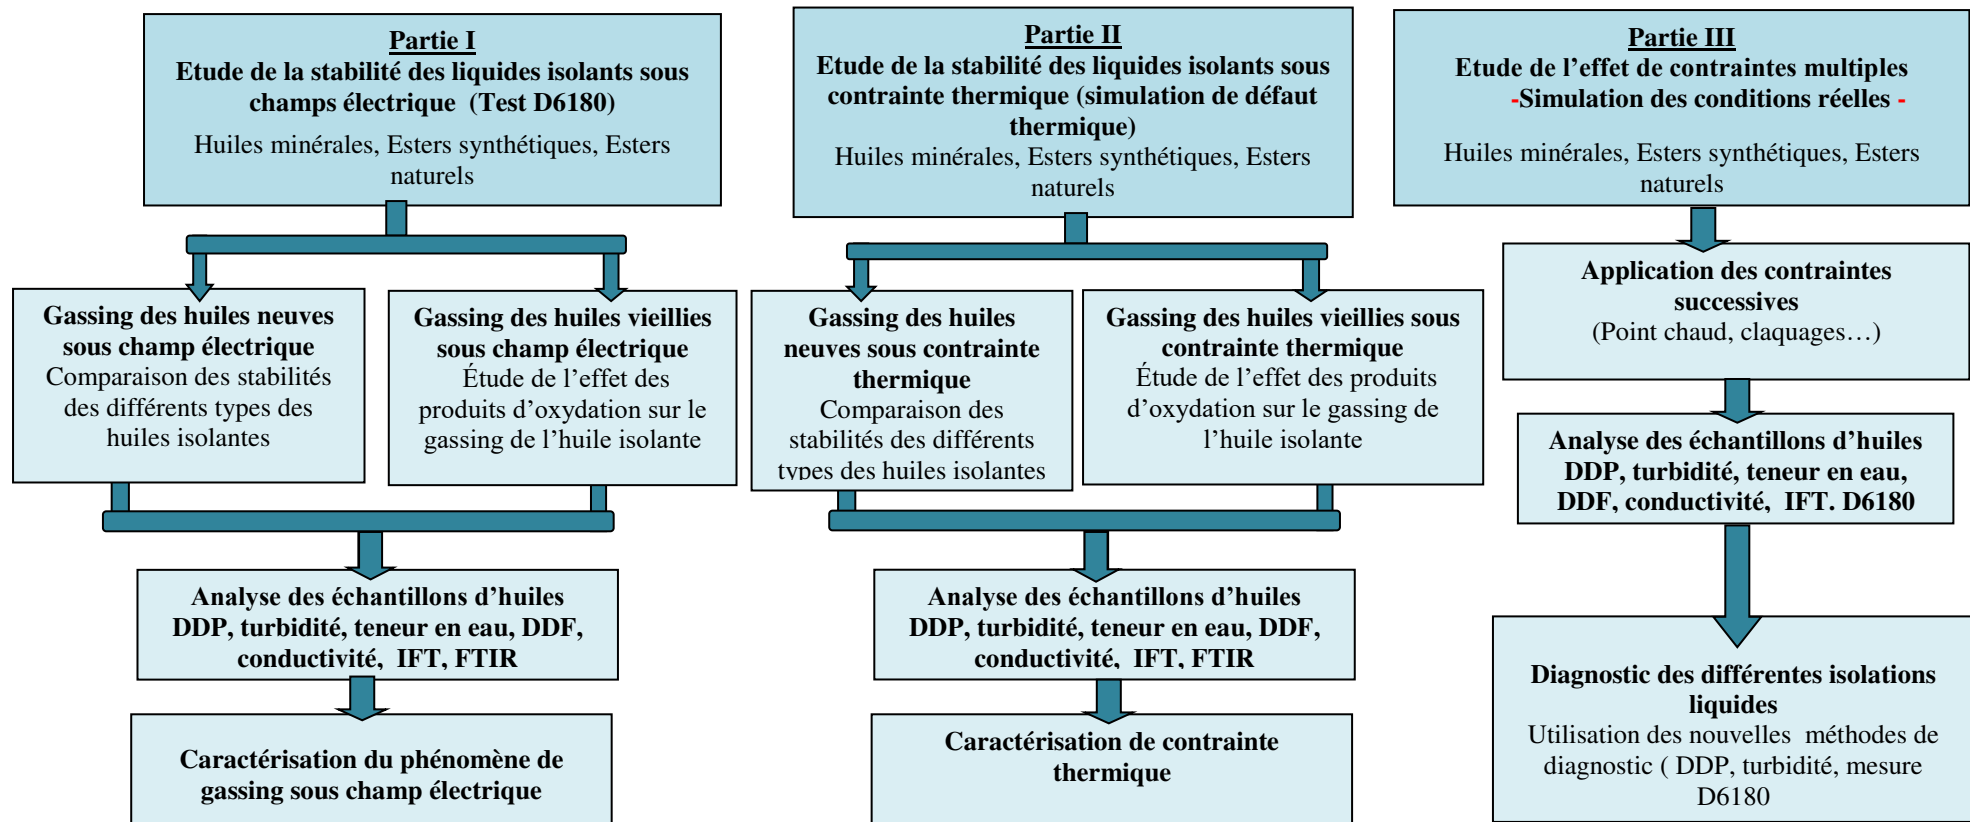 Partie I
Etude de la stabilité des liquides isolants sous
champs électrique (Test D6180)
Huiles minérales, Esters synthétiques, Esters
naturels
Gassing des huiles neuves
sous champ électrique
Comparaison des stabilités
des différents types des
huiles isolantes
Gassing des huiles vieillies
sous champ électrique
Étude de l’effet des
produits d’oxydation sur le
gassing de l’huile isolante
Analyse des échantillons d’huiles
DDP, turbidité, teneur en eau, DDF,
conductivité, IFT, FTIR
Caractérisation du phénomène de
gassing sous champ électrique
Partie II
Etude de la stabilité des liquides isolants sous
contrainte thermique (simulation de défaut
thermique)
Huiles minérales, Esters synthétiques, Esters
naturels
Gassing des huiles
neuves sous contrainte
thermique
Comparaison des
stabilités des différents
types des huiles isolantes
Gassing des huiles vieillies sous
contrainte thermique
Étude de l’effet des produits
d’oxydation sur le gassing de
l’huile isolante
Analyse des échantillons d’huiles
DDP, turbidité, teneur en eau, DDF,
conductivité, IFT, FTIR
Caractérisation de contrainte
thermique
Partie III
Etude de l’effet de contraintes multiples
-Simulation des conditions réelles -
Huiles minérales, Esters synthétiques, Esters
naturels
Application des contraintes
successives
(Point chaud, claquages…)
Analyse des échantillons d’huiles
DDP, turbidité, teneur en eau,
DDF, conductivité, IFT. D6180
Diagnostic des différentes isolations
liquides
Utilisation des nouvelles méthodes de
diagnostic ( DDP, turbidité, mesure
D6180